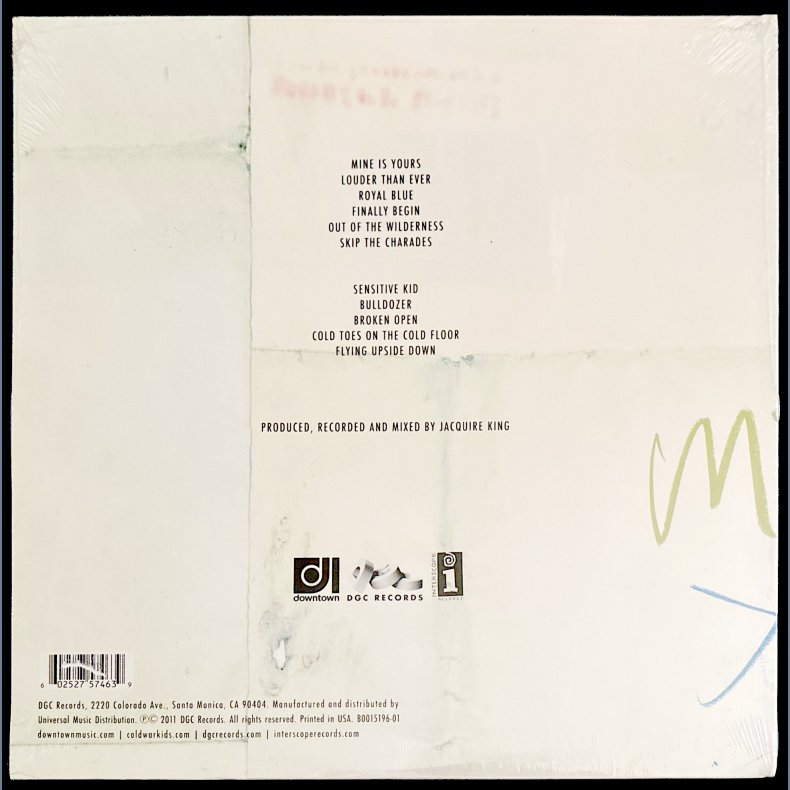 MINE IS YOURS
LOUDER THAN EVER
ROYAL BLUE
FINALLY BEGIN
OUT OF THE WILDERNESS
SKIP THE CHARADES
SENSITIVE KID
BULLDOZER
BROKEN OPEN
COLD TOES ON THE COLD FLOOR
FLYING UPSIDE DOWN
PRODUCED, RECORDED AND MIXED BY JACQUIRE KING
M
dl
downtown
dgc
DGC RECORDS
INTERSCOPE
RECORDS
i
6 02527 57463 9
DGC Records, 2220 Colorado Ave., Santa Monica, CA 90404. Manufactured and distributed by
Universal Music Distribution. ℗© 2011 DGC Records. All rights reserved. Printed in USA. B0015196-01
downtownmusic.com | coldwarkids.com | dgcrecords.com | interscoperecords.com